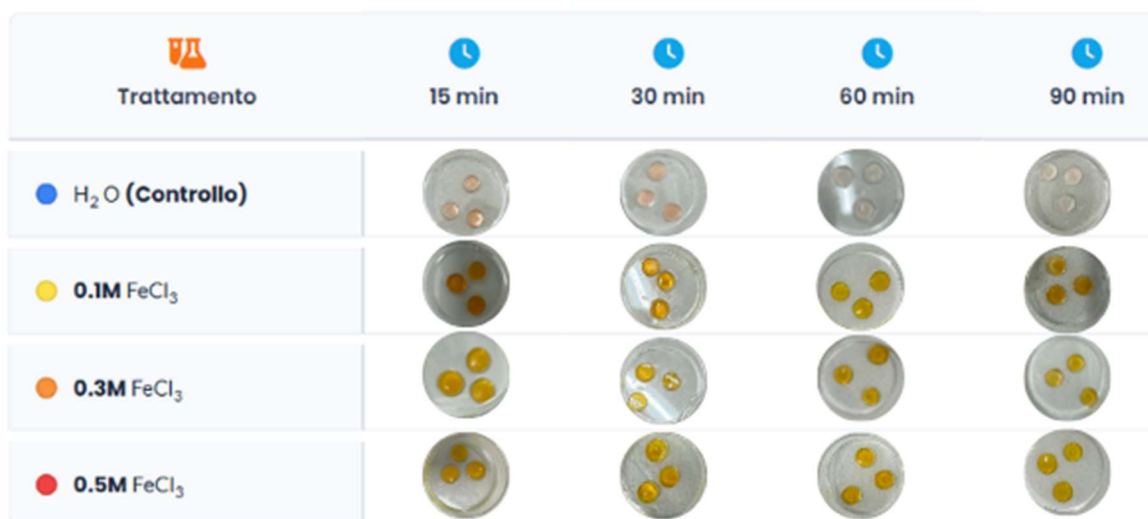 Trattamento 15 min 30 min 60 min 90 min
H₂O (Controllo)
0.1M FeCl₃
0.3M FeCl₃
0.5M FeCl₃